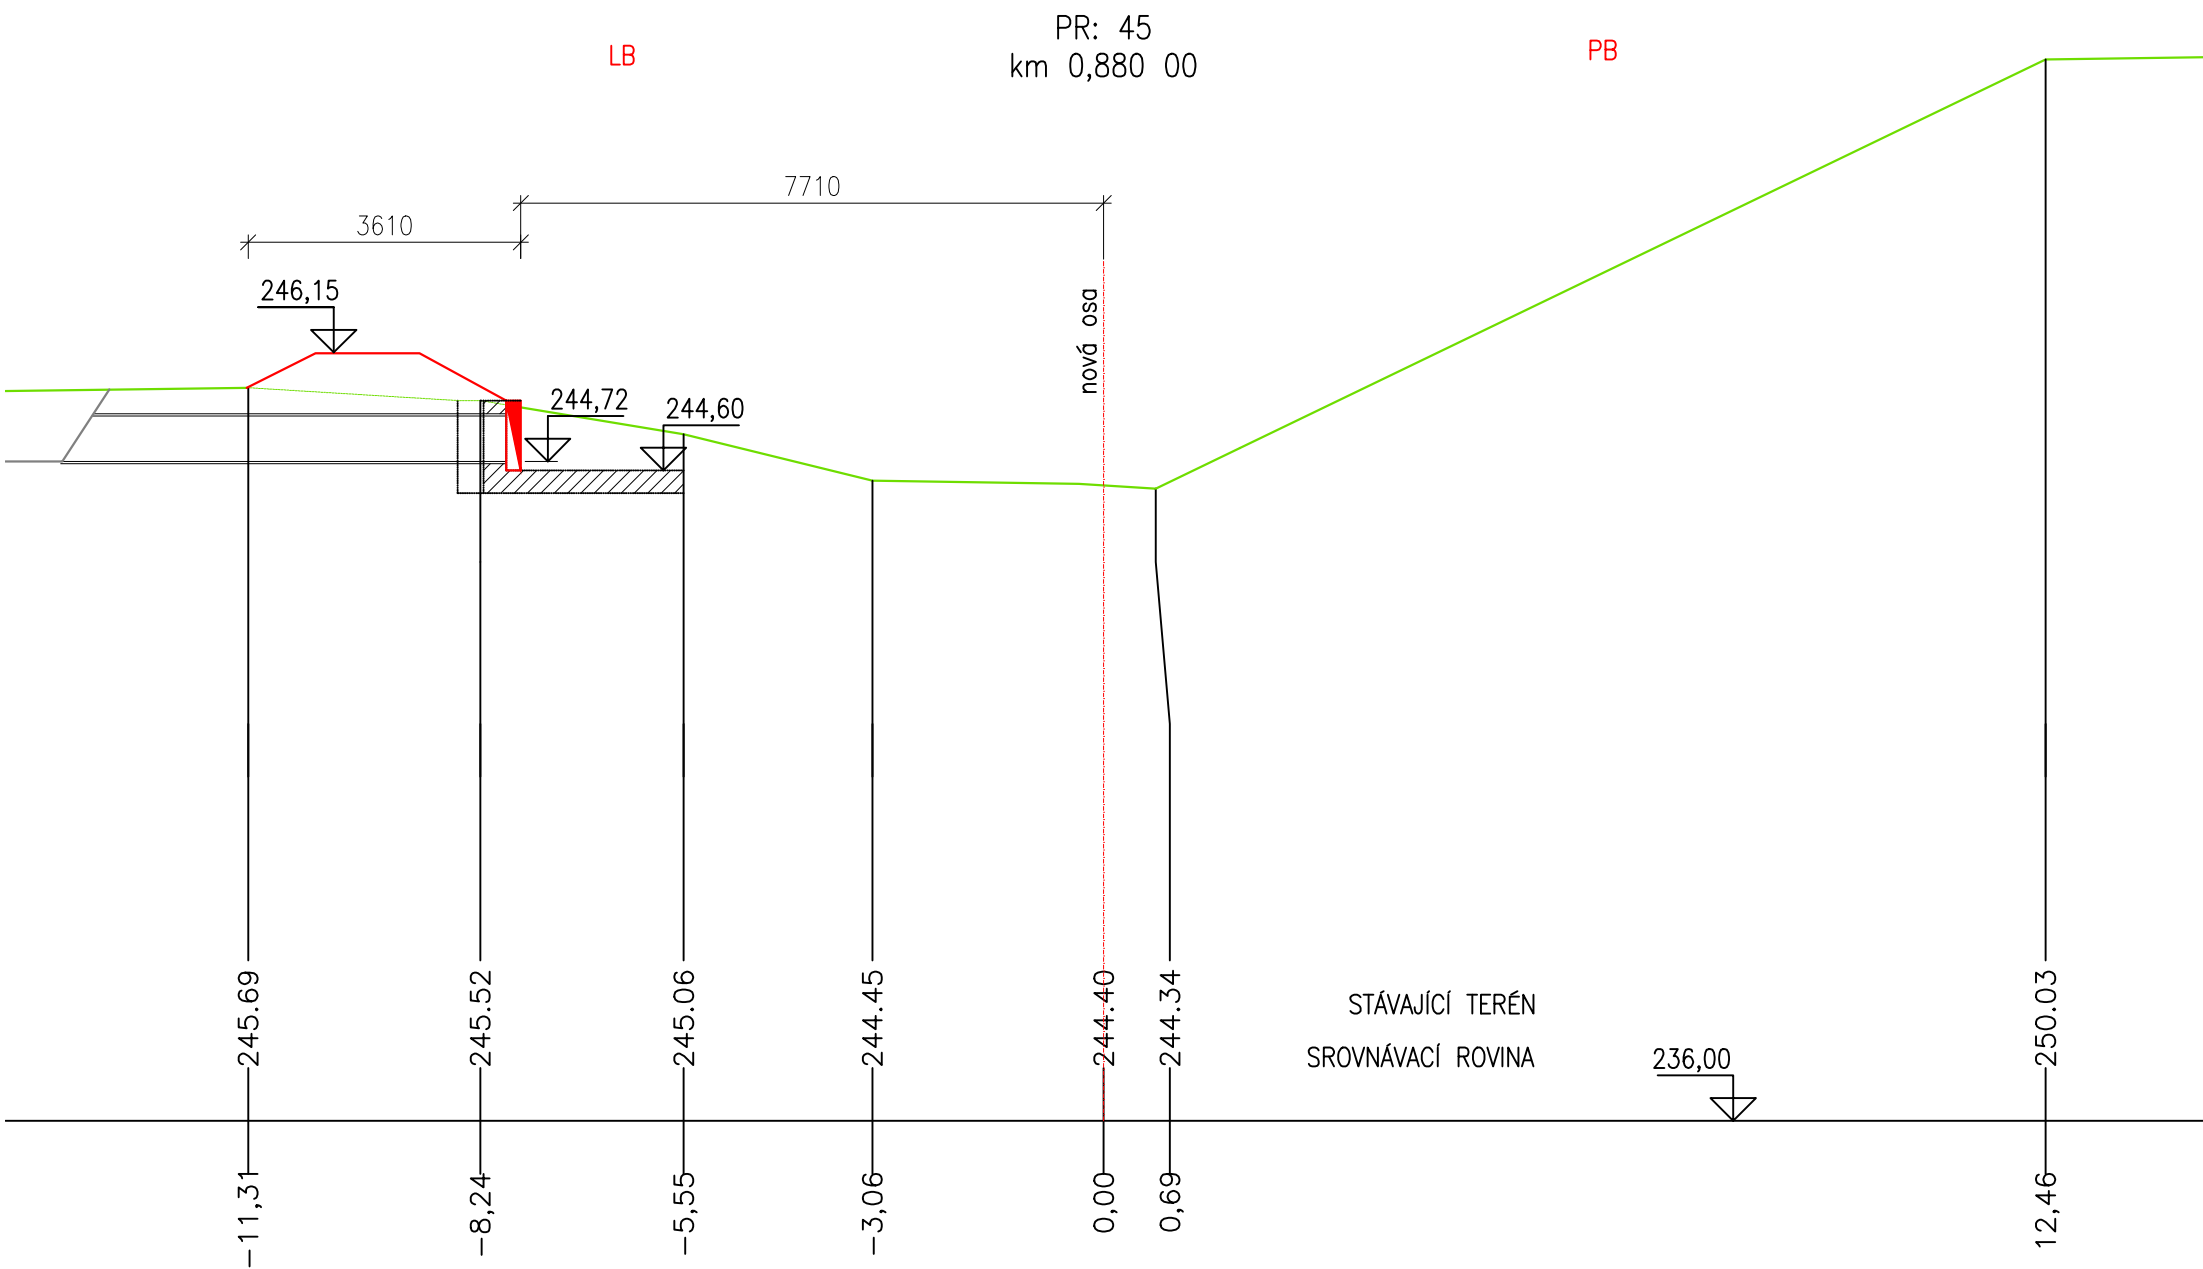 PR: 45
km 0,880 00
LB
PB
7710
3610
246,15
nová osa
244,72
244,60
245.69
245.52
245.06
244.45
244.40
244.34
250.03
STÁVAJÍCÍ TERÉN
SROVNÁVACÍ ROVINA
236,00
-11,31
-8,24
-5,55
-3,06
0,00
0,69
12,46